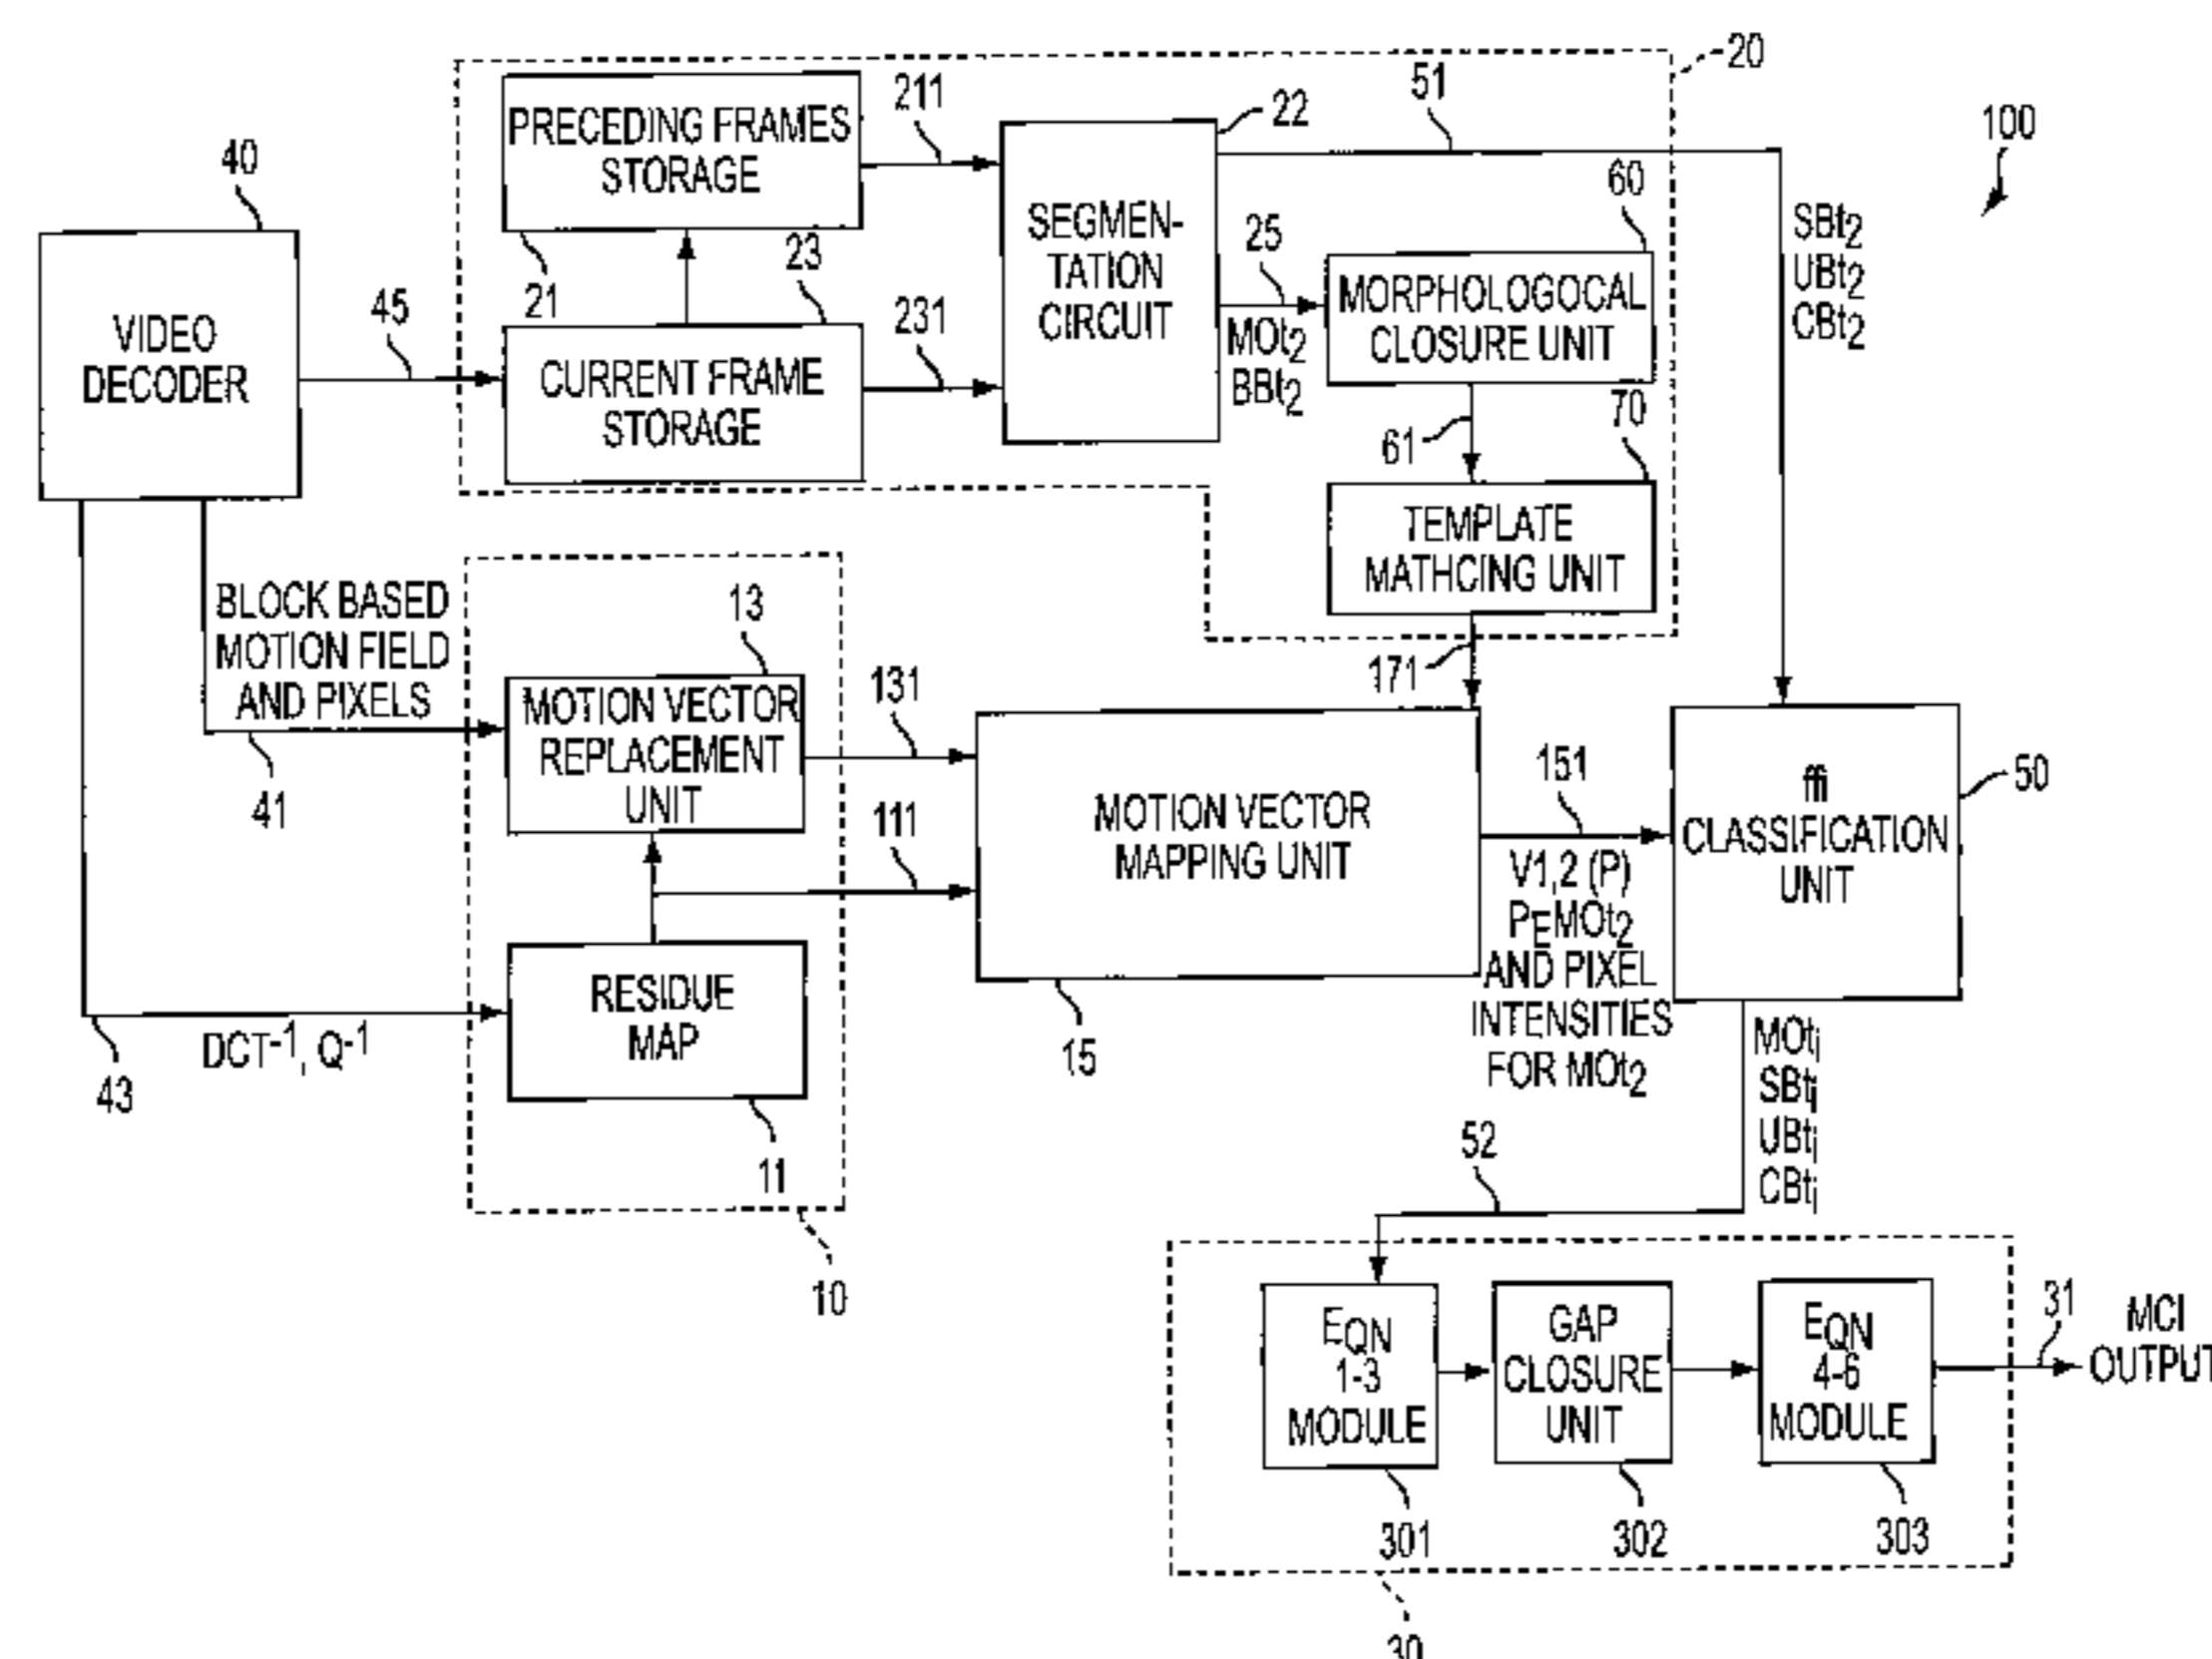 20
PRECEDING FRAMES
STORAGE
211
51
22
100
40
60
SEGMEN-
TATION
CIRCUIT
SBt2
UBt2
CBt2
25
23
21
MORPHOLOGOCAL
CLOSURE UNIT
VIDEO
DECODER
45
231
MOt2
BBt2
CURRENT FRAME
STORAGE
70
61
TEMPLATE
MATHCING UNIT
BLOCK BASED
MOTION FIELD
AND PIXELS
13
171
131
MOTION VECTOR
REPLACEMENT
UNIT
41
111
MOTION VECTOR
MAPPING UNIT
151
50
CLASSIFICATION
UNIT
V1,2 (P)
PEMOt2
AND PIXEL
INTENSITIES
FOR MOt2
RESIDUE
MAP
DCT-1, Q-1
43
15
11
MOti
SBti
UBti
CBti
52
10
EQN
1-3
MODULE
GAP
CLOSURE
UNIT
EQN
4-6
MODULE
31
MCI
OUTPUT
301
302
303
30